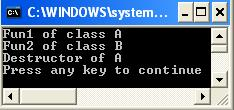 C:\WINDOWS\system...
Fun1 of class A
Fun2 of class B
Destructor of A
Press any key to continue